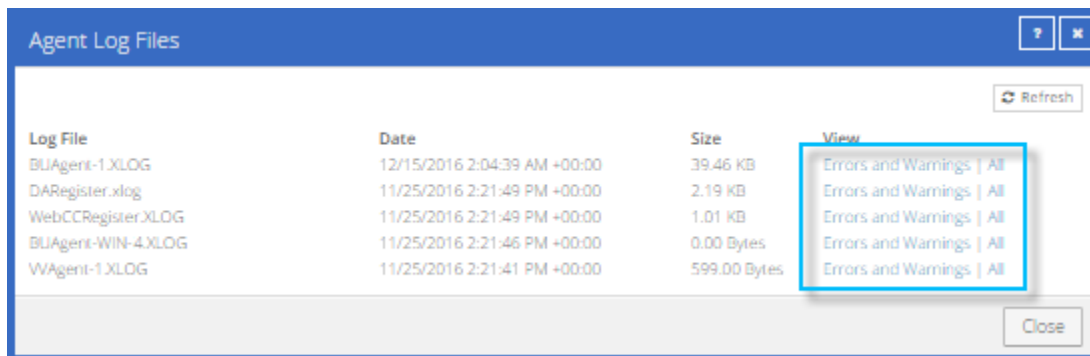 Agent Log Files
? ✖
Refresh
Log File Date Size View
BUAgent-1.XLOG 12/15/2016 2:04:39 AM +00:00 39.46 KB Errors and Warnings | All
DARegister.xlog 11/25/2016 2:21:49 PM +00:00 2.19 KB Errors and Warnings | All
WebCCRegister.XLOG 11/25/2016 2:21:49 PM +00:00 1.01 KB Errors and Warnings | All
BUAgent-WIN-4.XLOG 11/25/2016 2:21:46 PM +00:00 0.00 Bytes Errors and Warnings | All
VVAgent-1.XLOG 11/25/2016 2:21:41 PM +00:00 599.00 Bytes Errors and Warnings | All
Close